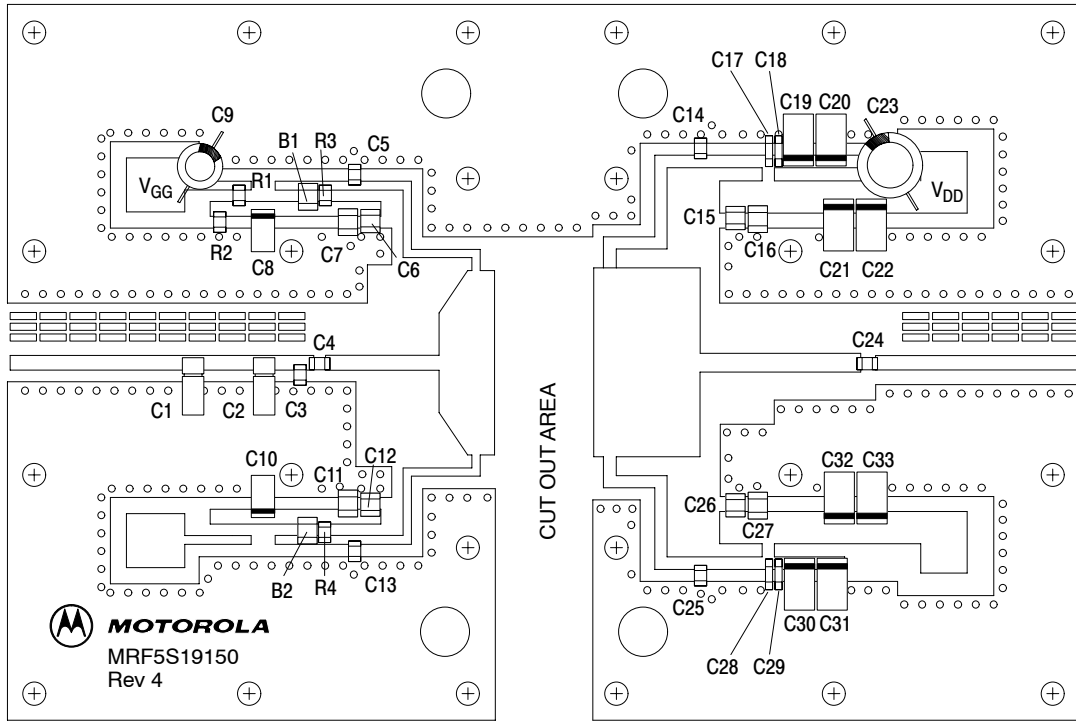 C17 C18
C19 C20
C23
C14
C9
C5
B1 R3
R1
VGG
VDD
C15
C16
R2
C8
C7
C6
C21 C22
C4
C24
C1
C2
C3
CUT OUT AREA
C10
C11
C12
C32 C33
C26
C27
B2
R4
C13
C25
C30 C31
C28
C29
MOTOROLA
MRF5S19150
Rev 4